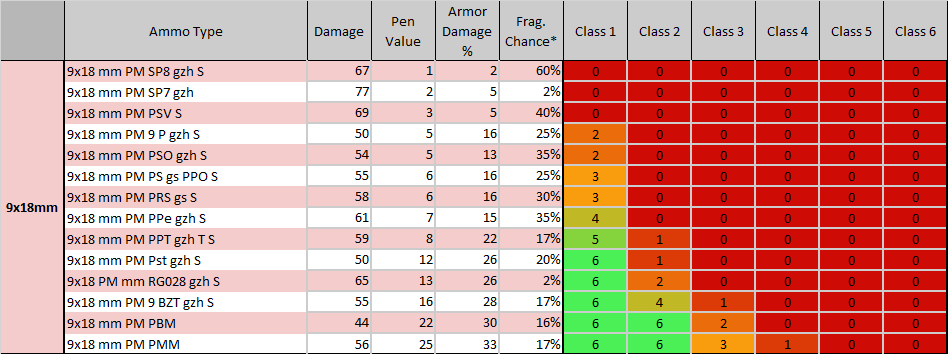 Ammo Type Damage Pen Value Armor Damage % Frag. Chance* Class 1 Class 2 Class 3 Class 4 Class 5 Class 6
9x18mm
9x18 mm PM SP8 gzh S 67 1 2 60% 0 0 0 0 0 0
9x18 mm PM SP7 gzh 77 2 5 2% 0 0 0 0 0 0
9x18 mm PM PSV S 69 3 5 40% 0 0 0 0 0 0
9x18 mm PM 9 P gzh S 50 5 16 25% 2 0 0 0 0 0
9x18 mm PM PSO gzh S 54 5 13 35% 2 0 0 0 0 0
9x18 mm PM PS gs PPO S 55 6 16 25% 3 0 0 0 0 0
9x18 mm PM PRS gs S 58 6 16 30% 3 0 0 0 0 0
9x18 mm PM PPe gzh S 61 7 15 35% 4 0 0 0 0 0
9x18 mm PM PPT gzh T S 59 8 22 17% 5 1 0 0 0 0
9x18 mm PM Pst gzh S 50 12 26 20% 6 1 0 0 0 0
9x18 PM mm RG028 gzh S 65 13 26 2% 6 2 0 0 0 0
9x18 mm PM 9 BZT gzh S 55 16 28 17% 6 4 1 0 0 0
9x18 mm PM PBM 44 22 30 16% 6 6 2 0 0 0
9x18 mm PM PMM 56 25 33 17% 6 6 3 1 0 0